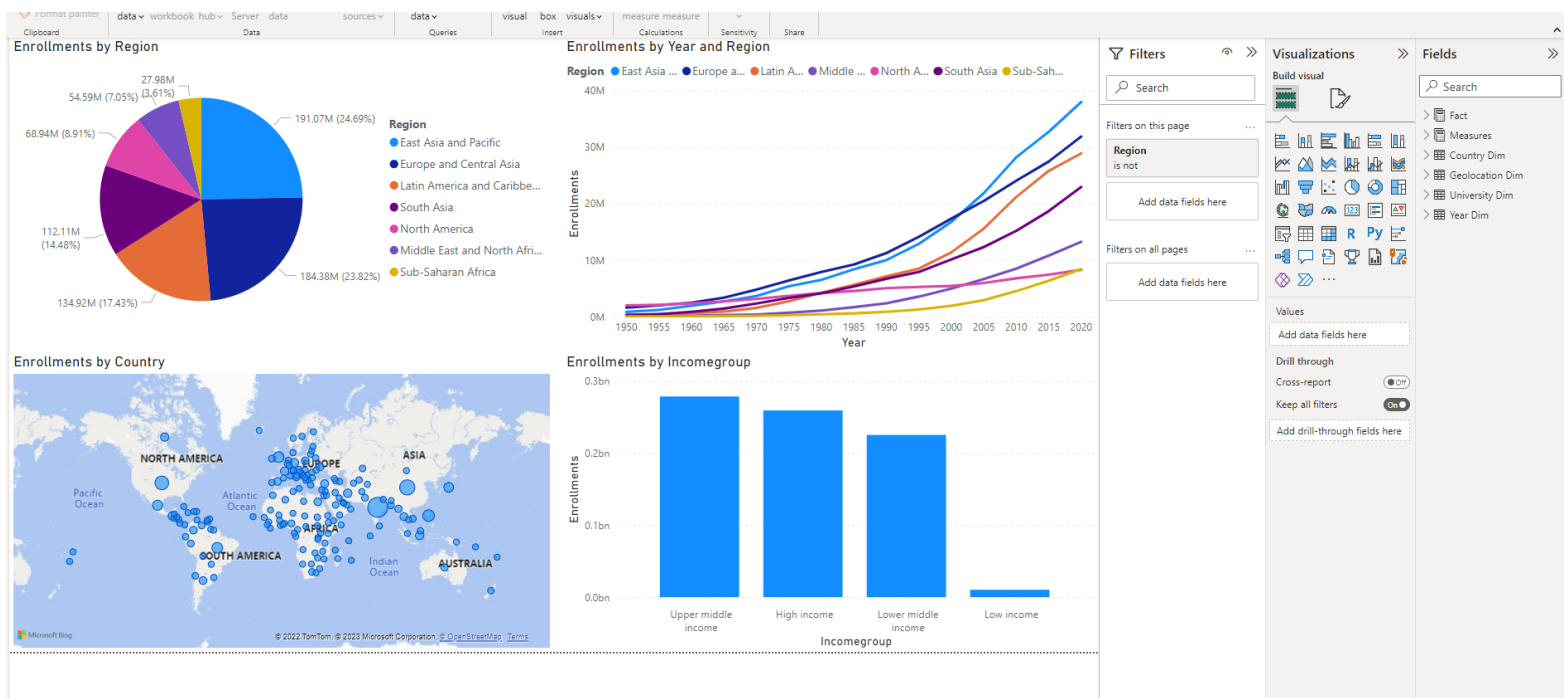 Format painter
data workbook hub Server data sources
data
visual box visuals
measure measure
Clipboard
Data
Queries
Insert
Calculations
Sensitivity
Share
Enrollments by Region
27.98M
(3.61%)
54.59M (7.05%)
68.94M (8.91%)
112.11M
(14.48%)
134.92M (17.43%)
184.38M (23.82%)
191.07M (24.69%)
Region
East Asia and Pacific
Europe and Central Asia
Latin America and Caribbe...
South Asia
North America
Middle East and North Afri...
Sub-Saharan Africa
Enrollments by Year and Region
Region East Asia ... Europe a... Latin A... Middle ... North A... South Asia Sub-Sah...
40M
30M
20M
10M
0M
Enrollments
1950 1955 1960 1965 1970 1975 1980 1985 1990 1995 2000 2005 2010 2015 2020
Year
Enrollments by Country
NORTH AMERICA
EUROPE
ASIA
Pacific
Ocean
Atlantic
Ocean
AFRICA
SOUTH AMERICA
Indian
Ocean
AUSTRALIA
Microsoft Bing
© 2022 TomTom, © 2023 Microsoft Corporation, © OpenStreetMap Terms
Enrollments by Incomegroup
0.3bn
0.2bn
0.1bn
0.0bn
Enrollments
Upper middle
income
High income
Lower middle
income
Low income
Incomegroup
Filters
Search
Filters on this page
...
Region
is not
Add data fields here
Filters on all pages
...
Add data fields here
Visualizations
Build visual
123
R
Py
...
Values
Add data fields here
Drill through
Cross-report
Off
Keep all filters
On
Add drill-through fields here
Fields
Search
Fact
Measures
Country Dim
Geolocation Dim
University Dim
Year Dim